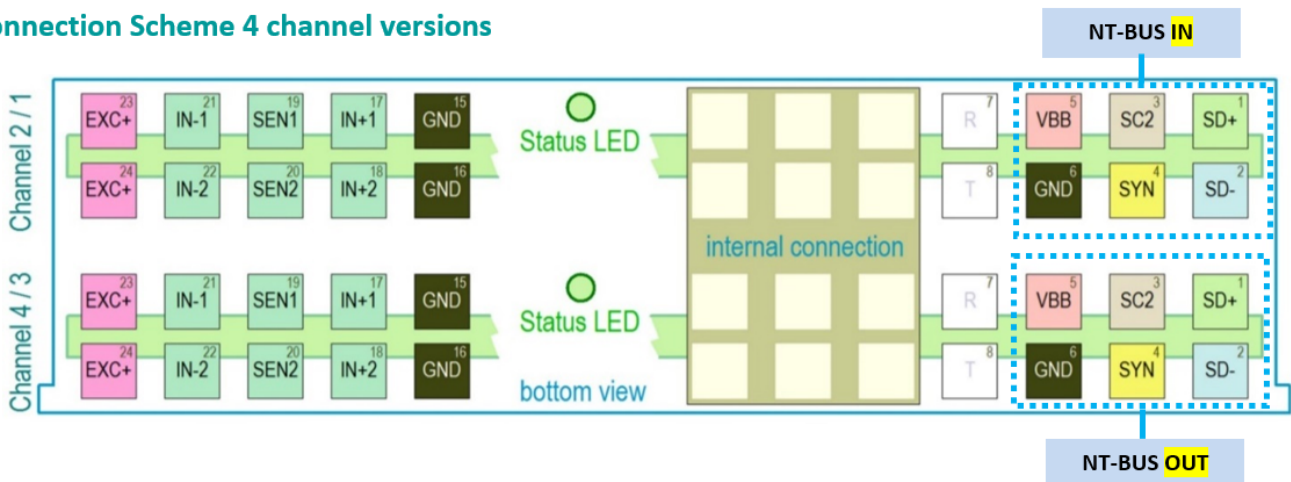 onnection Scheme 4 channel versions
NT-BUS IN
Channel 2 / 1
23 EXC+ 21 IN-1 19 SEN1 17 IN+1 15 GND
Status LED
7 R 5 VBB 3 SC2 1 SD+
24 EXC+ 22 IN-2 20 SEN2 18 IN+2 16 GND
8 T 6 GND 4 SYN 2 SD-
internal connection
Channel 4 / 3
23 EXC+ 21 IN-1 19 SEN1 17 IN+1 15 GND
Status LED
7 R 5 VBB 3 SC2 1 SD+
24 EXC+ 22 IN-2 20 SEN2 18 IN+2 16 GND
bottom view
8 T 6 GND 4 SYN 2 SD-
NT-BUS OUT